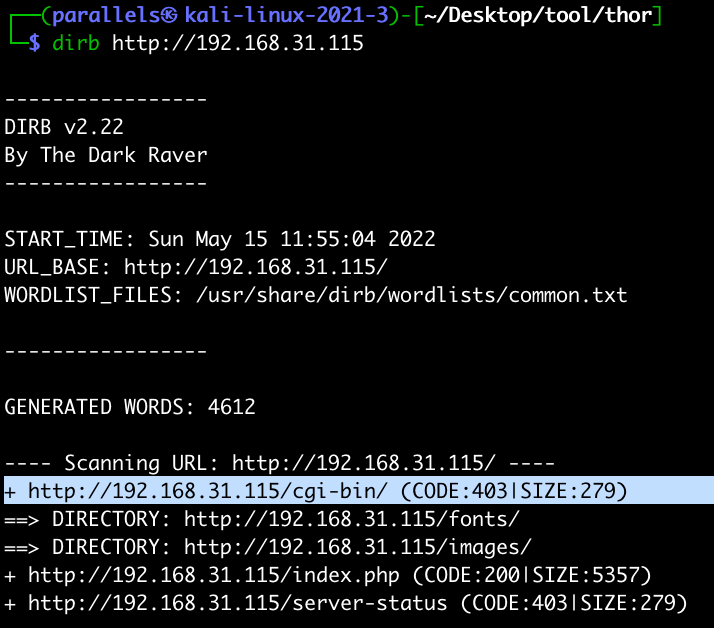 ┌──(parallels㉿kali-linux-2021-3)-[~/Desktop/tool/thor]
└─$ dirb http://192.168.31.115
-----------------
DIRB v2.22
By The Dark Raver
-----------------
START_TIME: Sun May 15 11:55:04 2022
URL_BASE: http://192.168.31.115/
WORDLIST_FILES: /usr/share/dirb/wordlists/common.txt
-----------------
GENERATED WORDS: 4612
---- Scanning URL: http://192.168.31.115/ ----
+ http://192.168.31.115/cgi-bin/ (CODE:403|SIZE:279)
==> DIRECTORY: http://192.168.31.115/fonts/
==> DIRECTORY: http://192.168.31.115/images/
+ http://192.168.31.115/index.php (CODE:200|SIZE:5357)
+ http://192.168.31.115/server-status (CODE:403|SIZE:279)